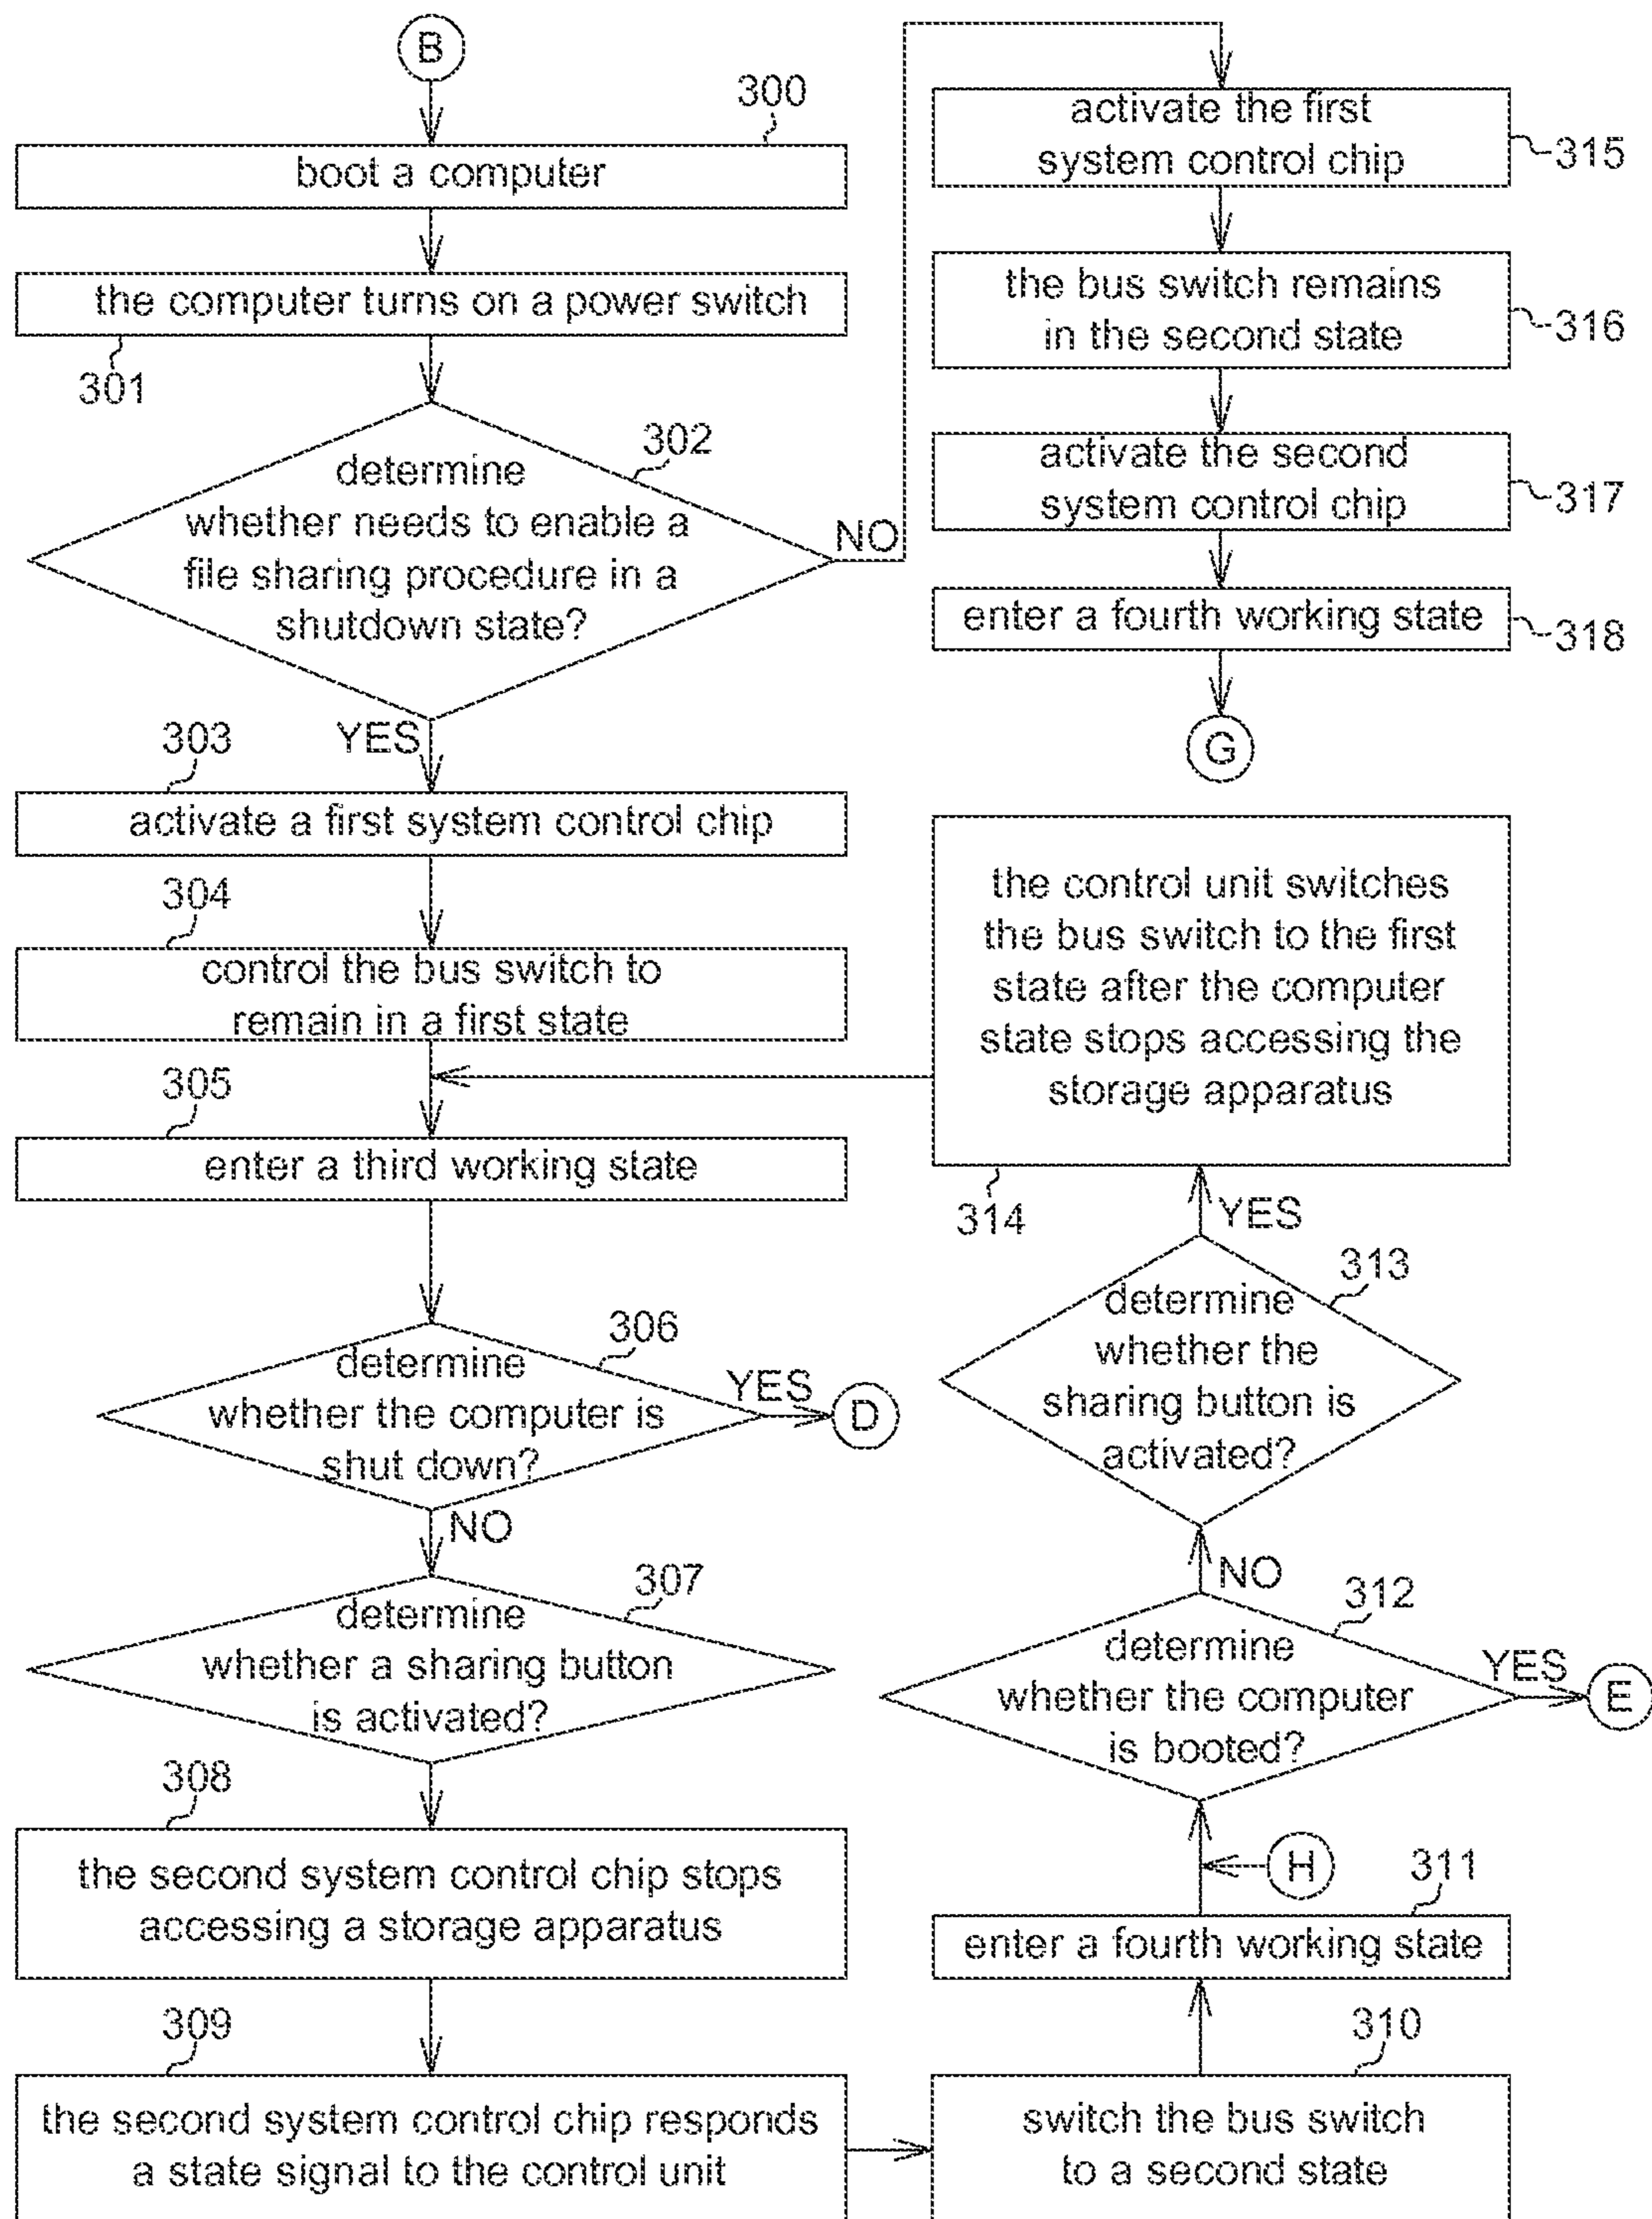 B
300
boot a computer
the computer turns on a power switch
301
302
determine
whether needs to enable a
file sharing procedure in a
shutdown state?
NO
YES
303
activate a first system control chip
304
control the bus switch to
remain in a first state
305
enter a third working state
306
determine
whether the computer is
shut down?
YES
D
NO
307
determine
whether a sharing button
is activated?
308
the second system control chip stops
accessing a storage apparatus
309
the second system control chip responds
a state signal to the control unit
310
switch the bus switch
to a second state
311
enter a fourth working state
H
312
determine
whether the computer
is booted?
YES
E
NO
313
determine
whether the
sharing button is
activated?
YES
314
the control unit switches
the bus switch to the first
state after the computer
state stops accessing the
storage apparatus
activate the first
system control chip
315
the bus switch remains
in the second state
316
activate the second
system control chip
317
enter a fourth working state
318
G